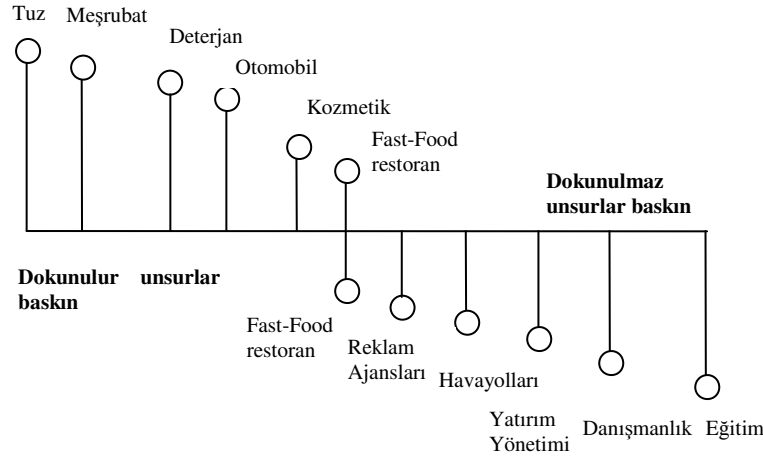 Tuz
Meşrubat
Deterjan
Otomobil
Kozmetik
Fast-Food
restoran
Dokunulmaz
unsurlar baskın
Dokunulur unsurlar
baskın
Fast-Food
restoran
Reklam
Ajansları
Havayolları
Yatırım
Yönetimi
Danışmanlık
Eğitim